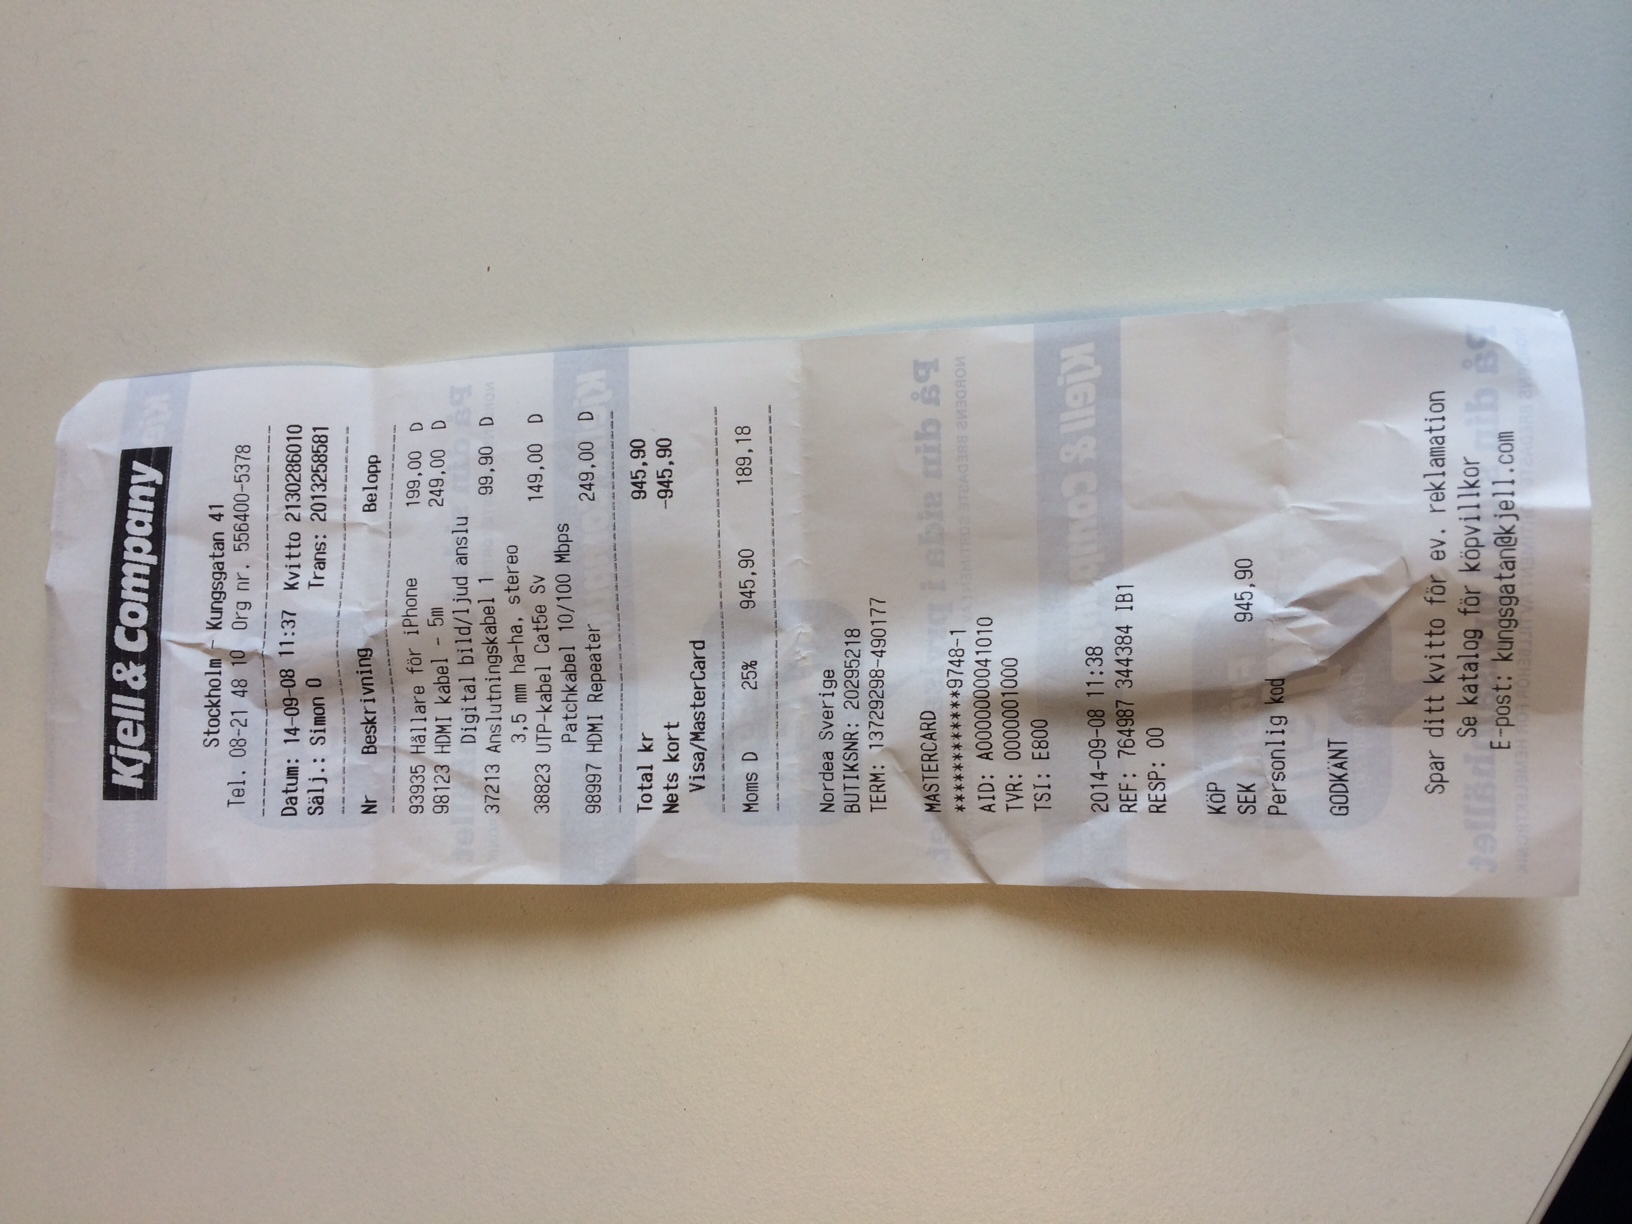 Kjell & Company
Stockholm - Kungsgatan 41
Tel. 08-21 48 10 Org nr. 556400-5378
Datum: 14-09-08 11:37 Kvitto 2130286010
Sälj.: Simon O Trans: 2013258581
Nr Beskrivning Belopp
93935 Hållare för iPhone 199,00 D
98123 HDMI kabel - 5m 249,00 D
Digital bild/ljud anslu
37213 Anslutningskabel 1 99,90 D
3,5 mm ha-ha, stereo
38823 UTP-kabel Cat5e Sv 149,00 D
Patchkabel 10/100 Mbps
98997 HDMI Repeater 249,00 D
Total kr 945,90
Nets kort -945,90
Visa/MasterCard
Moms D 25% 945,90 189,18
Nordea Sverige
BUTIKSNR: 20295218
TERM: 13729298-490177
MASTERCARD
************9748-1
AID: A0000000041010
TVR: 0000001000
TSI: E800
2014-09-08 11:38
REF: 764987 344384 IB1
RESP: 00
KÖP
SEK 945,90
Personlig kod
GODKÄNT
Spar ditt kvitto för ev. reklamation
Se katalog för köpvillkor
E-post: kungsgatan@kjell.com